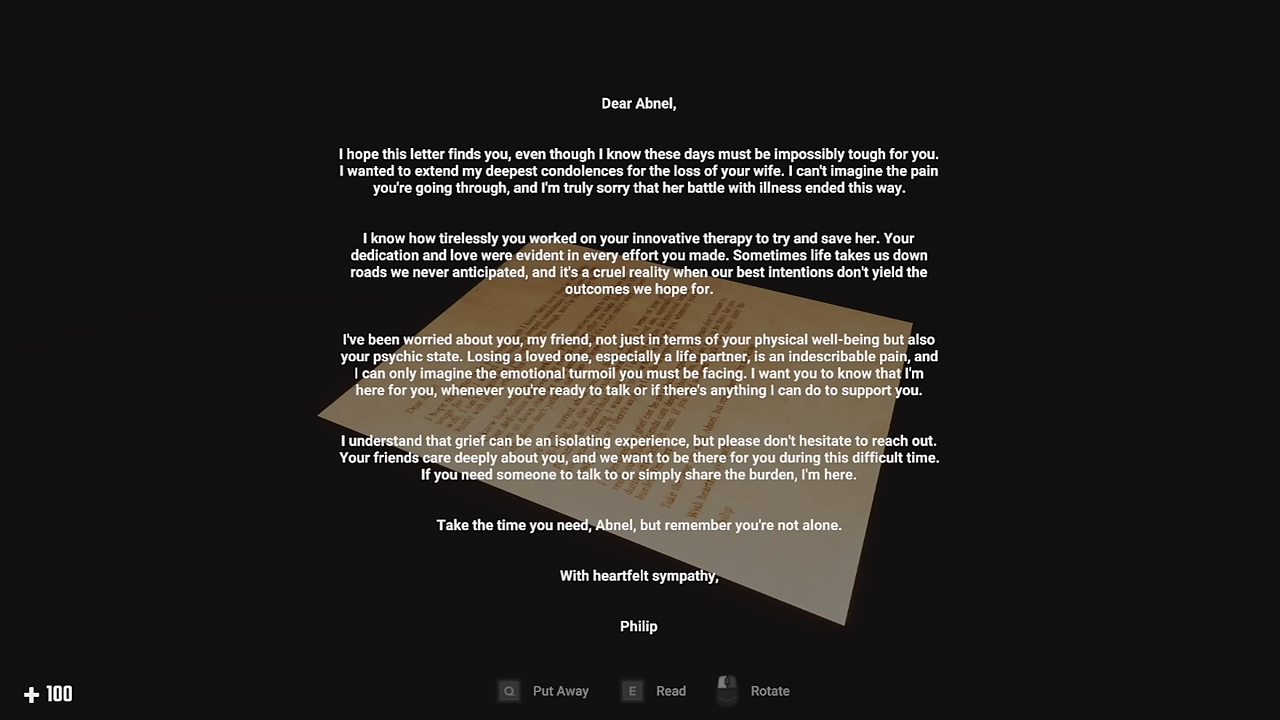 Dear Abnel,
I hope this letter finds you, even though I know these days must be impossibly tough for you.
I wanted to extend my deepest condolences for the loss of your wife. I can't imagine the pain
you're going through, and I'm truly sorry that her battle with illness ended this way.
I know how tirelessly you worked on your innovative therapy to try and save her. Your
dedication and love were evident in every effort you made. Sometimes life takes us down
roads we never anticipated, and it's a cruel reality when our best intentions don't yield the
outcomes we hope for.
I've been worried about you, my friend, not just in terms of your physical well-being but also
your psychic state. Losing a loved one, especially a life partner, is an indescribable pain, and
I can only imagine the emotional turmoil you must be facing. I want you to know that I'm
here for you, whenever you're ready to talk or if there's anything I can do to support you.
I understand that grief can be an isolating experience, but please don't hesitate to reach out.
Your friends care deeply about you, and we want to be there for you during this difficult time.
If you need someone to talk to or simply share the burden, I'm here.
Take the time you need, Abnel, but remember you're not alone.
With heartfelt sympathy,
Philip
+ 100
Q Put Away E Read Rotate